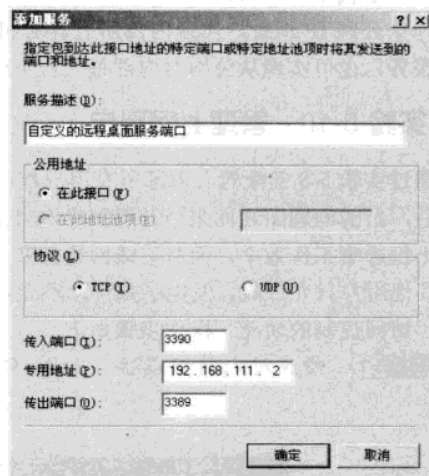 添加服务
指定包到达此接口地址的特定端口或特定地址池项时将其发送到的
端口和地址。
服务描述(D):
自定义的远程桌面服务端口
公用地址
在此接口(F)
在此地址池项(E)
协议(L)
TCP(T)
UDP(U)
传入端口(I): 3390
专用地址(P): 192 . 168 . 111 . 2
传出端口(O): 3389
确定 取消